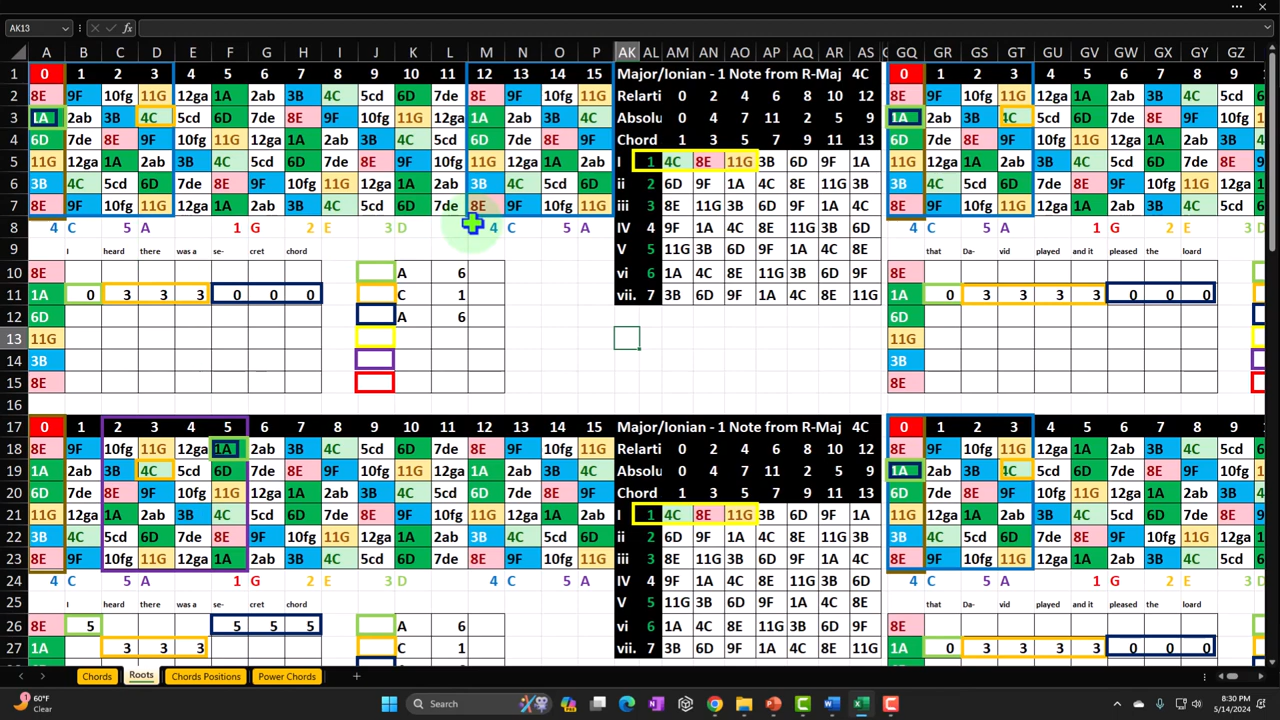 AK13 fx
A B C D E F G H I J K L M N O P AK AL AM AN AO AP AQ AR AS GQ GR GS GT GU GV GW GX GY GZ
1 0 1 2 3 4 5 6 7 8 9 10 11 12 13 14 15 Major/Ionian - 1 Note from R-Maj 4C 0 1 2 3 4 5 6 7 8 9
2 8E 9F 10fg 11G 12ga 1A 2ab 3B 4C 5cd 6D 7de 8E 9F 10fg 11G Relarti 0 2 4 6 8 10 12 8E 9F 10fg 11G 12ga 1A 2ab 3B 4C 5cd
3 1A 2ab 3B 4C 5cd 6D 7de 8E 9F 10fg 11G 12ga 1A 2ab 3B 4C Absolu 0 4 7 11 2 5 9 1A 2ab 3B 4C 5cd 6D 7de 8E 9F 10fg
4 6D 7de 8E 9F 10fg 11G 12ga 1A 2ab 3B 4C 5cd 6D 7de 8E 9F Chord 1 3 5 7 9 11 13 6D 7de 8E 9F 10fg 11G 12ga 1A 2ab 3B
5 11G 12ga 1A 2ab 3B 4C 5cd 6D 7de 8E 9F 10fg 11G 12ga 1A 2ab I 1 4C 8E 11G 3B 6D 9F 1A 11G 12ga 1A 2ab 3B 4C 5cd 6D 7de 8E
6 3B 4C 5cd 6D 7de 8E 9F 10fg 11G 12ga 1A 2ab 3B 4C 5cd 6D ii 2 6D 9F 1A 4C 8E 11G 3B 3B 4C 5cd 6D 7de 8E 9F 10fg 11G 12ga
7 8E 9F 10fg 11G 12ga 1A 2ab 3B 4C 5cd 6D 7de 8E 9F 10fg 11G iii 3 8E 11G 3B 6D 9F 1A 4C 8E 9F 10fg 11G 12ga 1A 2ab 3B 4C 5cd
8 4 C 5 A 1 G 2 E 3 D 4 C 5 A IV 4 9F 1A 4C 8E 11G 3B 6D 4 C 5 A 1 G 2 E 3 D
9 I heard there was a se- cret chord V 5 11G 3B 6D 9F 1A 4C 8E that Da- vid played and it pleased the loard
10 8E A 6 vi 6 1A 4C 8E 11G 3B 6D 9F 8E
11 1A 0 3 3 3 0 0 0 C 1 vii. 7 3B 6D 9F 1A 4C 8E 11G 1A 0 3 3 3 3 0 0 0
12 6D A 6 6D
13 11G 11G
14 3B 3B
15 8E 8E
16
17 0 1 2 3 4 5 6 7 8 9 10 11 12 13 14 15 Major/Ionian - 1 Note from R-Maj 4C 0 1 2 3 4 5 6 7 8 9
18 8E 9F 10fg 11G 12ga 1A 2ab 3B 4C 5cd 6D 7de 8E 9F 10fg 11G Relarti 0 2 4 6 8 10 12 8E 9F 10fg 11G 12ga 1A 2ab 3B 4C 5cd
19 1A 2ab 3B 4C 5cd 6D 7de 8E 9F 10fg 11G 12ga 1A 2ab 3B 4C Absolu 0 4 7 11 2 5 9 1A 2ab 3B 4C 5cd 6D 7de 8E 9F 10fg
20 6D 7de 8E 9F 10fg 11G 12ga 1A 2ab 3B 4C 5cd 6D 7de 8E 9F Chord 1 3 5 7 9 11 13 6D 7de 8E 9F 10fg 11G 12ga 1A 2ab 3B
21 11G 12ga 1A 2ab 3B 4C 5cd 6D 7de 8E 9F 10fg 11G 12ga 1A 2ab I 1 4C 8E 11G 3B 6D 9F 1A 11G 12ga 1A 2ab 3B 4C 5cd 6D 7de 8E
22 3B 4C 5cd 6D 7de 8E 9F 10fg 11G 12ga 1A 2ab 3B 4C 5cd 6D ii 2 6D 9F 1A 4C 8E 11G 3B 3B 4C 5cd 6D 7de 8E 9F 10fg 11G 12ga
23 8E 9F 10fg 11G 12ga 1A 2ab 3B 4C 5cd 6D 7de 8E 9F 10fg 11G iii 3 8E 11G 3B 6D 9F 1A 4C 8E 9F 10fg 11G 12ga 1A 2ab 3B 4C 5cd
24 4 C 5 A 1 G 2 E 3 D 4 C 5 A IV 4 9F 1A 4C 8E 11G 3B 6D 4 C 5 A 1 G 2 E 3 D
25 I heard there was a se- cret chord V 5 11G 3B 6D 9F 1A 4C 8E that Da- vid played and it pleased the loard
26 8E 5 5 5 5 A 6 vi 6 1A 4C 8E 11G 3B 6D 9F 8E
27 1A 3 3 3 C 1 vii. 7 3B 6D 9F 1A 4C 8E 11G 1A 0 3 3 3 3 0 0 0
Chords Roots Chords Positions Power Chords +
60°F
Clear
Search
8:30 PM
5/14/2024